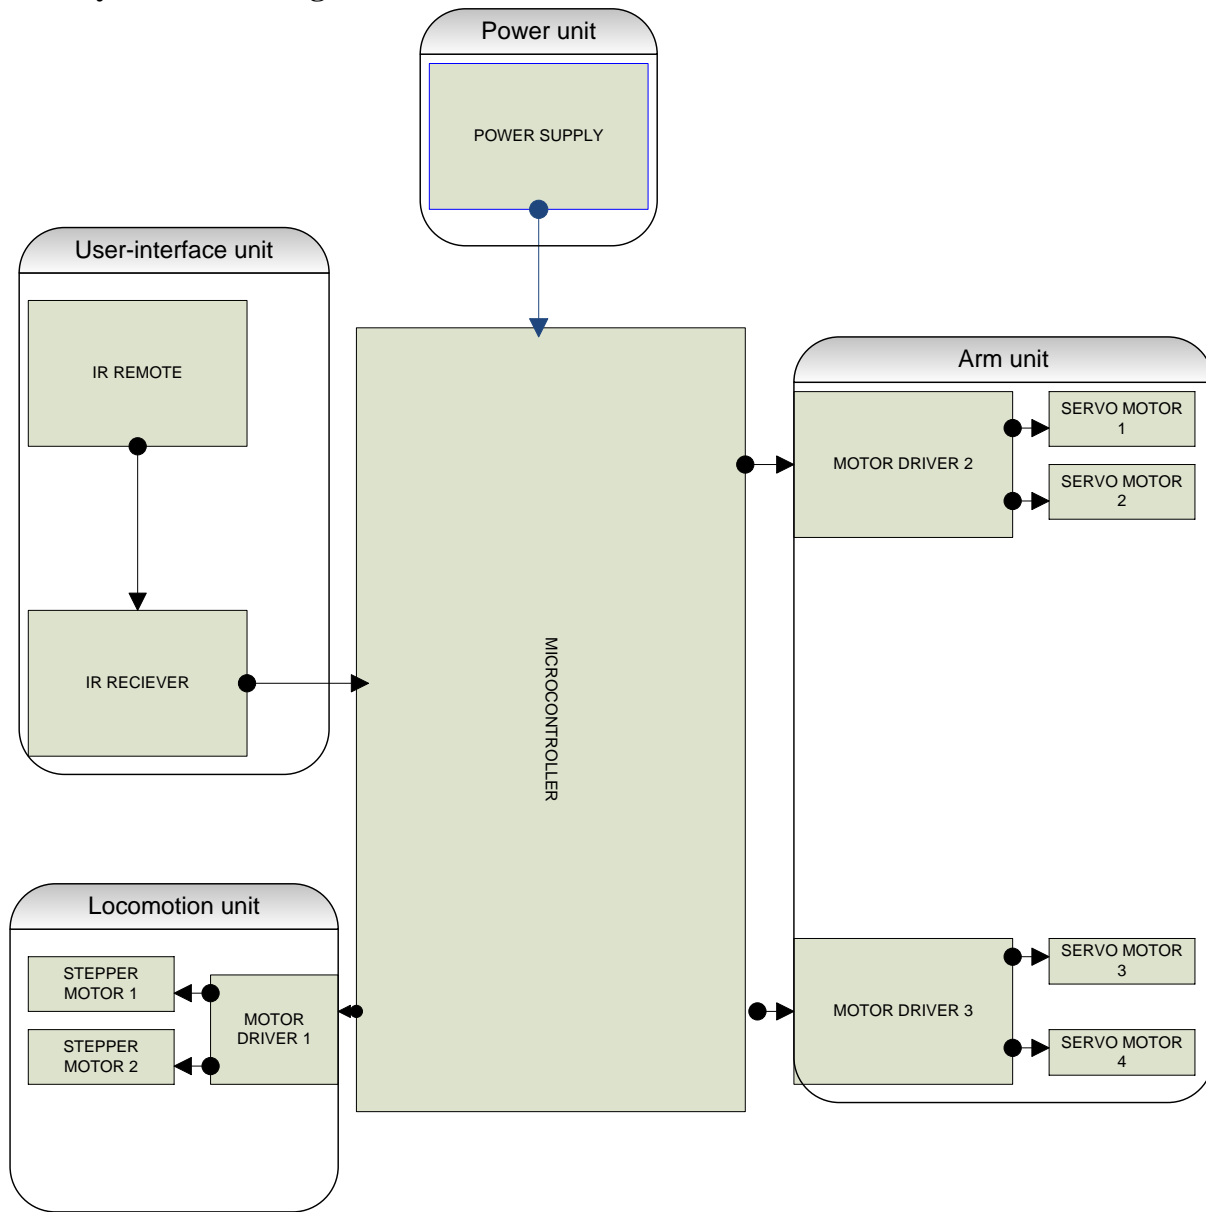 Power unit
POWER SUPPLY
User-interface unit
IR REMOTE
IR RECIEVER
MICROCONTROLLER
Arm unit
MOTOR DRIVER 2
SERVO MOTOR
1
SERVO MOTOR
2
MOTOR DRIVER 3
SERVO MOTOR
3
SERVO MOTOR
4
Locomotion unit
STEPPER
MOTOR 1
STEPPER
MOTOR 2
MOTOR
DRIVER 1